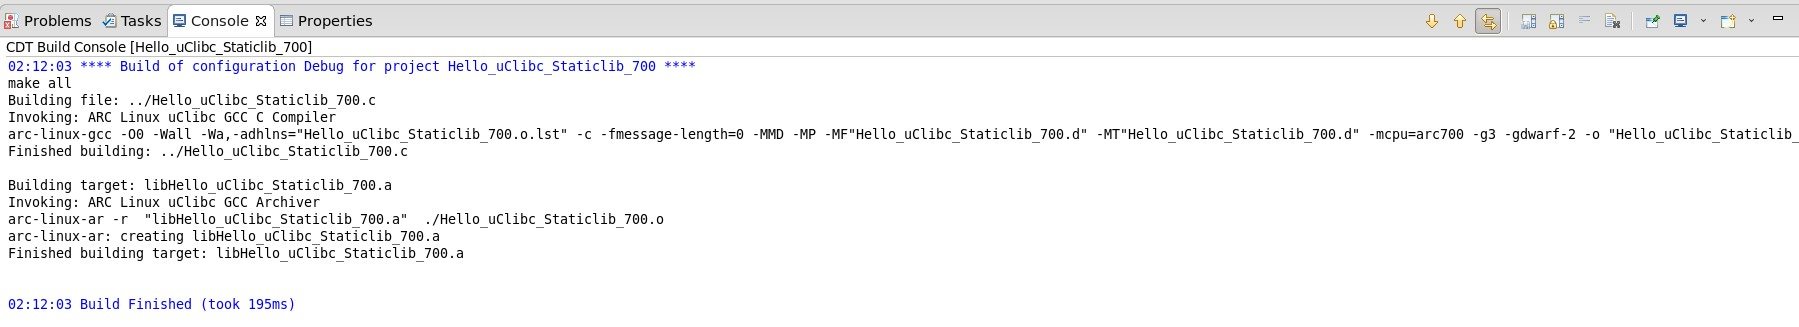 Problems Tasks Console Properties
CDT Build Console [Hello_uClibc_Staticlib_700]
02:12:03 **** Build of configuration Debug for project Hello_uClibc_Staticlib_700 ****
make all
Building file: ../Hello_uClibc_Staticlib_700.c
Invoking: ARC Linux uClibc GCC C Compiler
arc-linux-gcc -O0 -Wall -Wa,-adhlns="Hello_uClibc_Staticlib_700.o.lst" -c -fmessage-length=0 -MMD -MP -MF"Hello_uClibc_Staticlib_700.d" -MT"Hello_uClibc_Staticlib_700.d" -mcpu=arc700 -g3 -gdwarf-2 -o "Hello_uClibc_Staticlib_
Finished building: ../Hello_uClibc_Staticlib_700.c
Building target: libHello_uClibc_Staticlib_700.a
Invoking: ARC Linux uClibc GCC Archiver
arc-linux-ar -r  "libHello_uClibc_Staticlib_700.a"  ./Hello_uClibc_Staticlib_700.o
arc-linux-ar: creating libHello_uClibc_Staticlib_700.a
Finished building target: libHello_uClibc_Staticlib_700.a
02:12:03 Build Finished (took 195ms)